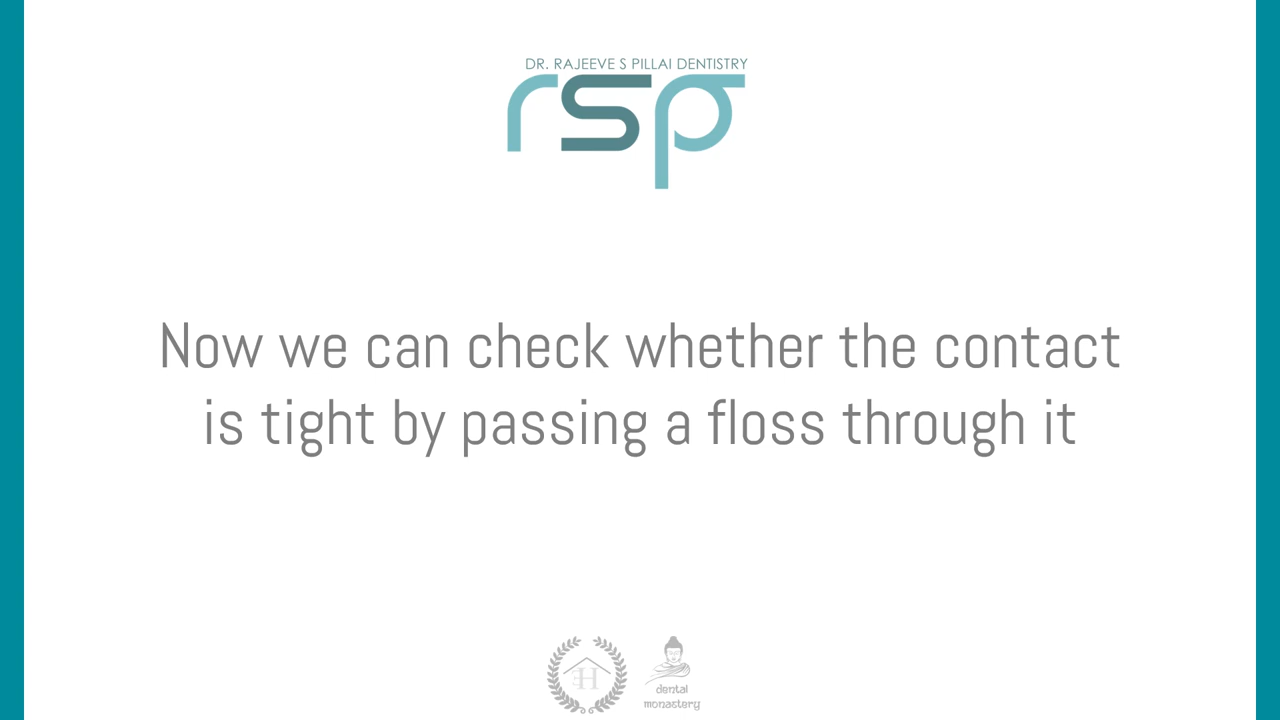 DR. RAJEEVE S PILLAI DENTISTRY
rsp
Now we can check whether the contact
is tight by passing a floss through it
dental
monastery